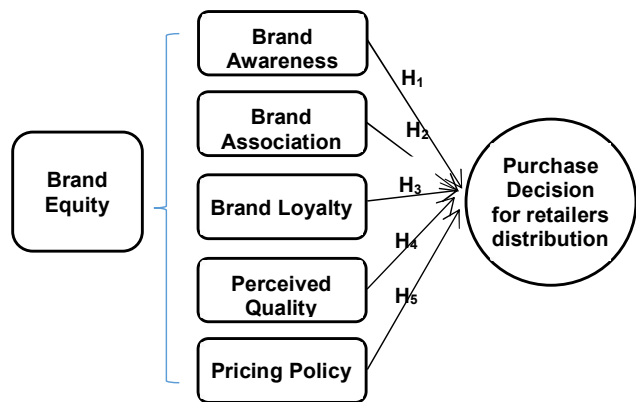 Brand
Equity
Brand
Awareness
Brand
Association
Brand Loyalty
Perceived
Quality
Pricing Policy
H₁
H₂
H₃
H₄
H₅
Purchase
Decision
for retailers
distribution